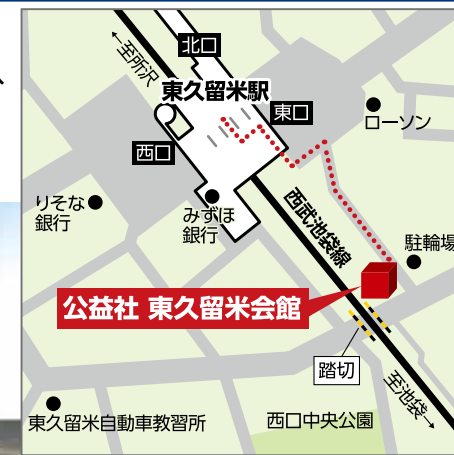 北口
←至所沢
東久留米駅
東口
ローソン
西口
りそな
銀行
みずほ
銀行
西武池袋線
駐輪場
公益社 東久留米会館
踏切
至池袋→
東久留米自動車教習所
西口中央公園